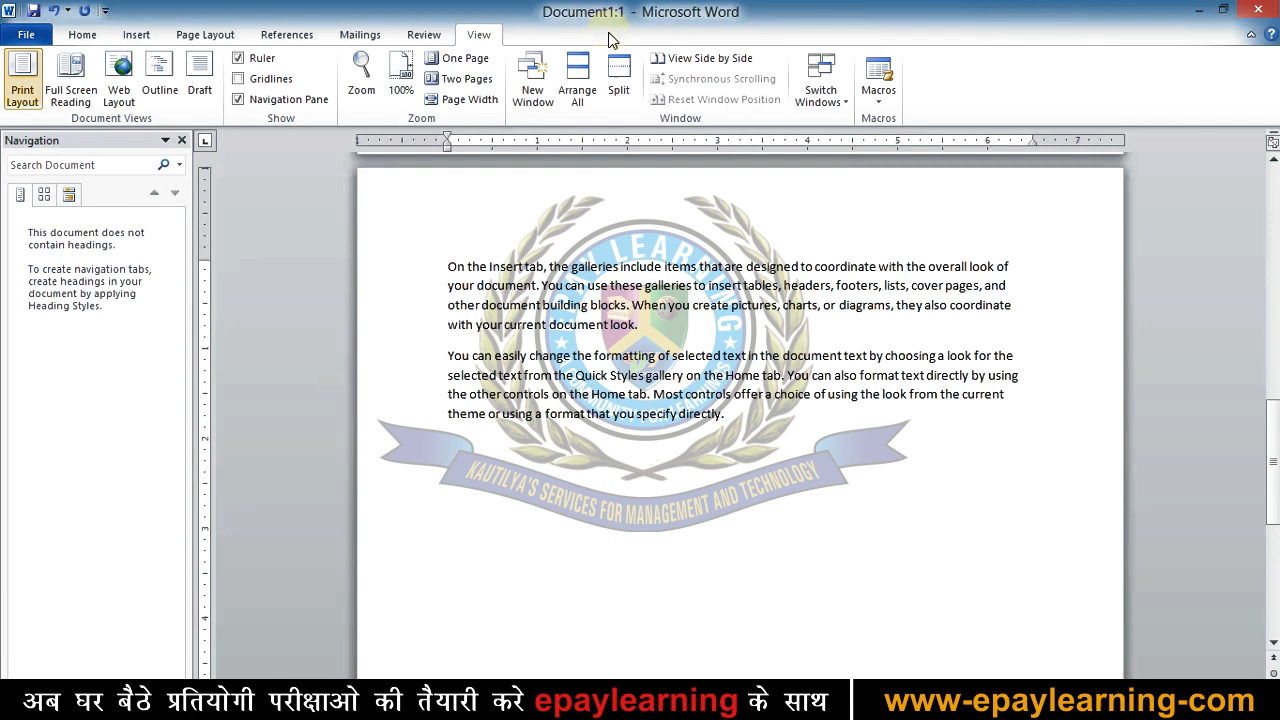 Document1:1 - Microsoft Word
File Home Insert Page Layout References Mailings Review View
Print Layout
Full Screen Reading
Web Layout
Outline
Draft
Document Views
Ruler
Gridlines
Navigation Pane
Show
Zoom
100%
One Page
Two Pages
Page Width
Zoom
New Window
Arrange All
Split
View Side by Side
Synchronous Scrolling
Reset Window Position
Window
Switch Windows
Macros
Macros
Navigation
Search Document
This document does not
contain headings.
To create navigation tabs,
create headings in your
document by applying
Heading Styles.
1 2 3 4 5 6 7
2
3
4
On the Insert tab, the galleries include items that are designed to coordinate with the overall look of
your document. You can use these galleries to insert tables, headers, footers, lists, cover pages, and
other document building blocks. When you create pictures, charts, or diagrams, they also coordinate
with your current document look.
You can easily change the formatting of selected text in the document text by choosing a look for the
selected text from the Quick Styles gallery on the Home tab. You can also format text directly by using
the other controls on the Home tab. Most controls offer a choice of using the look from the current
theme or using a format that you specify directly.
KAUTILYA'S SERVICES FOR MANAGEMENT AND TECHNOLOGY
अब घर बैठे प्रतियोगी परीक्षाओ की तैयारी करे epaylearning के साथ
www-epaylearning-com